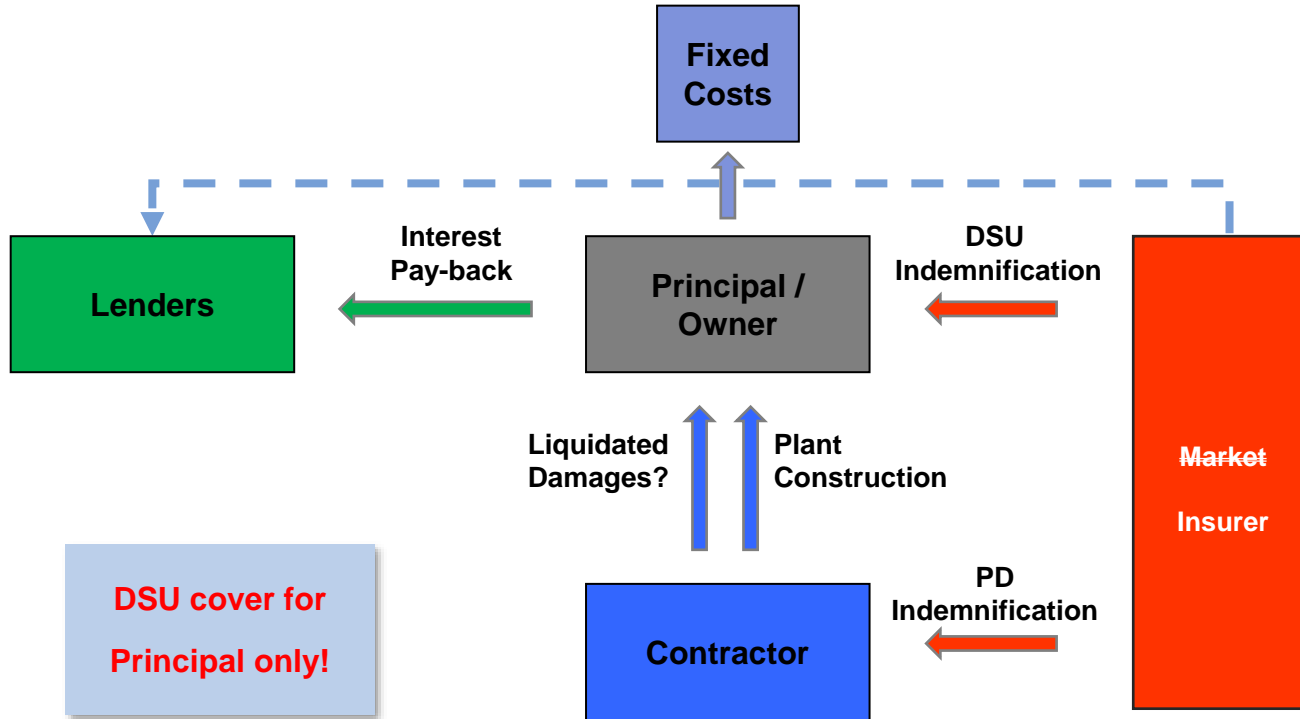 Fixed
Costs
Interest
Pay-back
DSU
Indemnification
Lenders
Principal /
Owner
Liquidated
Damages?
Plant
Construction
Market
Insurer
DSU cover for
Principal only!
Contractor
PD
Indemnification